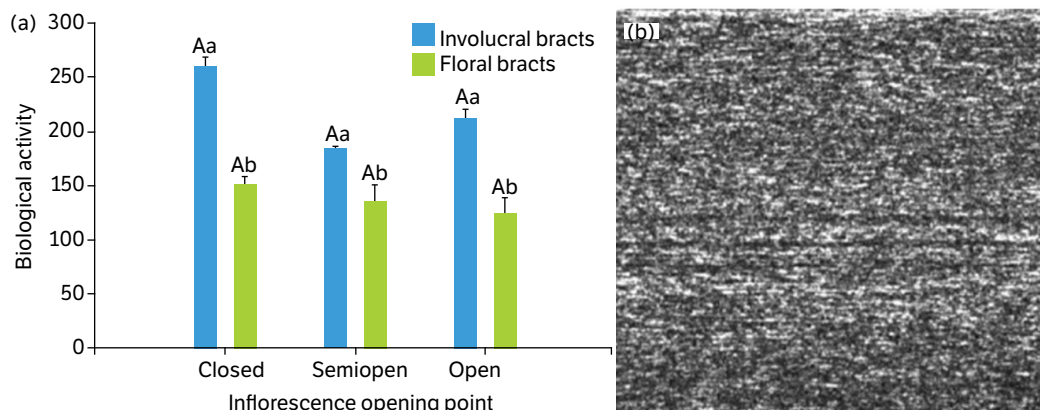 (a)
300
250
200
150
100
50
0
Biological activity
Involucral bracts
Floral bracts
Aa
Ab
Aa
Ab
Aa
Ab
Closed Semiopen Open
Inflorescence opening point
(b)